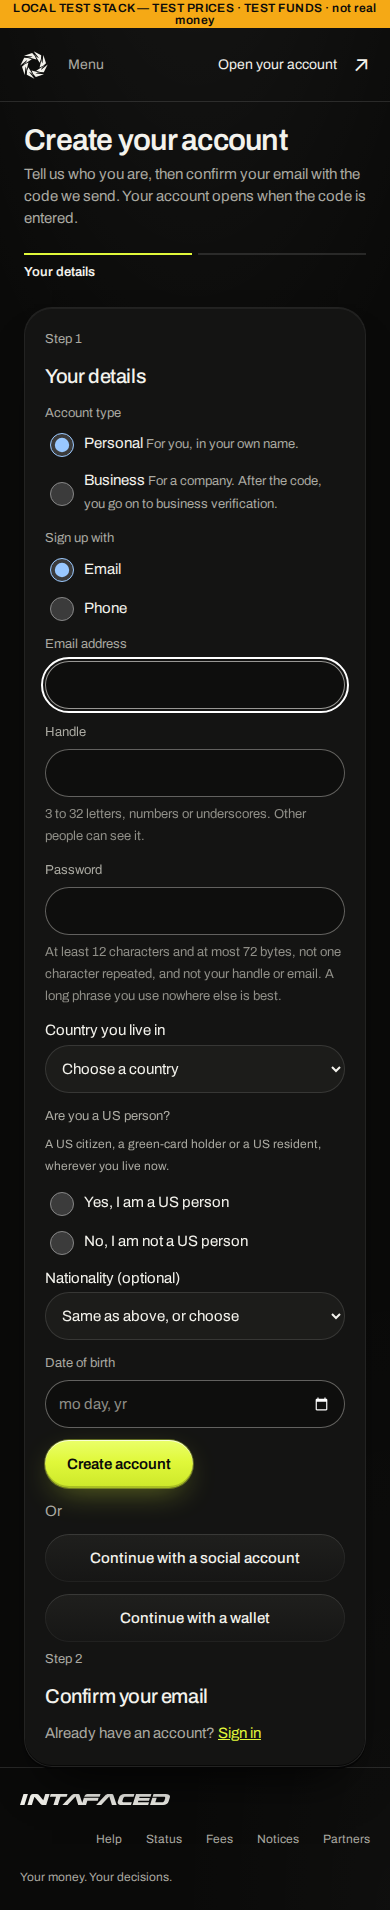 LOCAL TEST STACK — TEST PRICES · TEST FUNDS · not real
money
Menu
Open your account
Create your account
Tell us who you are, then confirm your email with the
code we send. Your account opens when the code is
entered.
Your details
Step 1
Your details
Account type
Personal For you, in your own name.
Business For a company. After the code,
you go on to business verification.
Sign up with
Email
Phone
Email address
Handle
3 to 32 letters, numbers or underscores. Other
people can see it.
Password
At least 12 characters and at most 72 bytes, not one
character repeated, and not your handle or email. A
long phrase you use nowhere else is best.
Country you live in
Choose a country
Are you a US person?
A US citizen, a green-card holder or a US resident,
wherever you live now.
Yes, I am a US person
No, I am not a US person
Nationality (optional)
Same as above, or choose
Date of birth
mo day, yr
Create account
Or
Continue with a social account
Continue with a wallet
Step 2
Confirm your email
Already have an account? Sign in
INTAFACED
Help Status Fees Notices Partners
Your money. Your decisions.